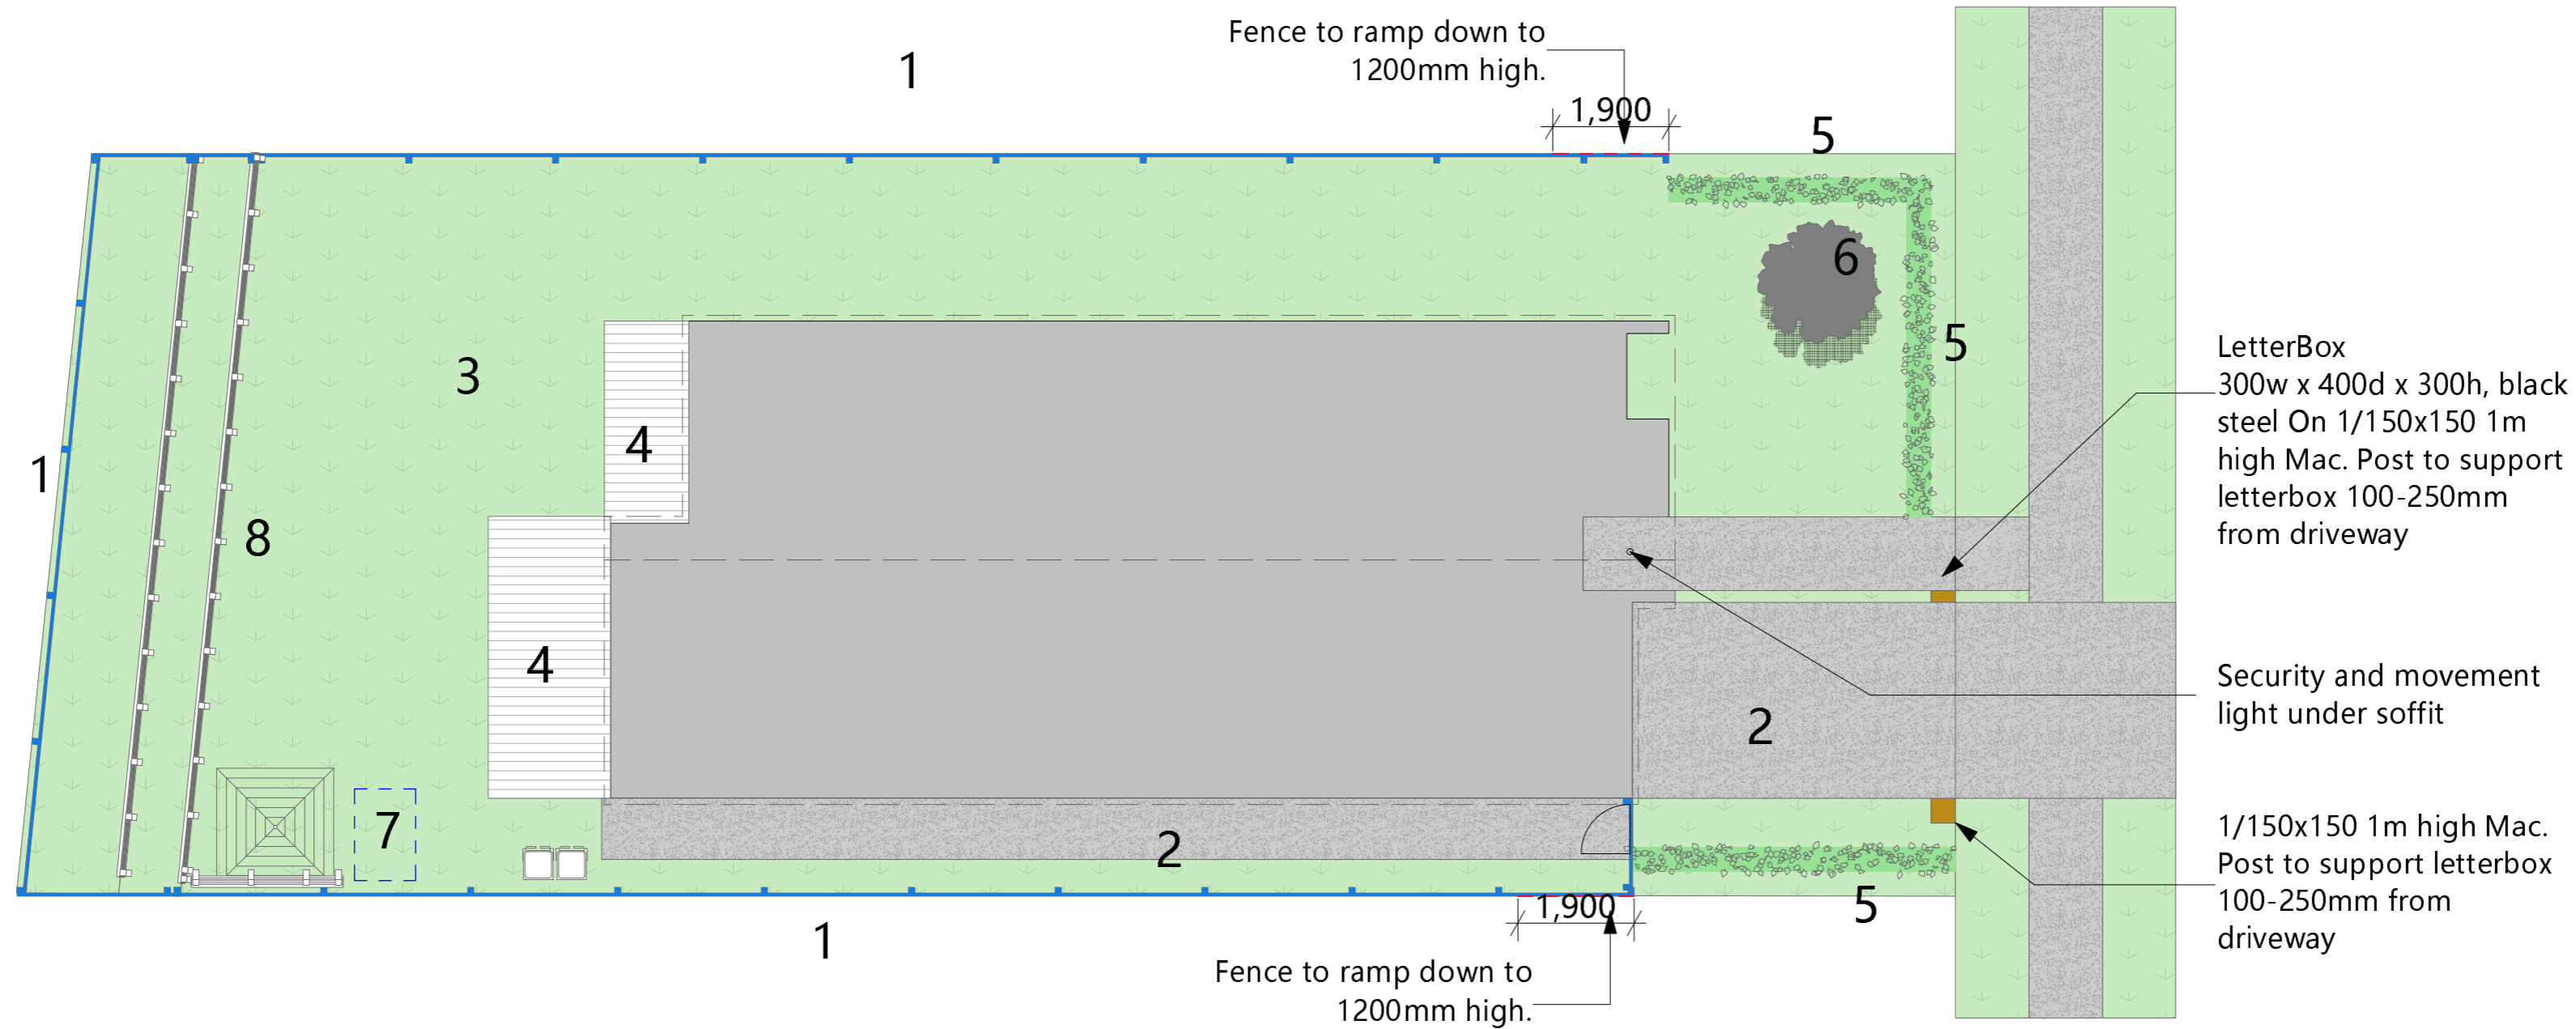 Fence to ramp down to
1200mm high.
1
1,900
5
6
5
3
LetterBox
300w x 400d x 300h, black
steel On 1/150x150 1m
high Mac. Post to support
letterbox 100-250mm
from driveway
4
1
8
4
Security and movement
light under soffit
2
7
2
1/150x150 1m high Mac.
Post to support letterbox
100-250mm from
driveway
5
1,900
1
Fence to ramp down to
1200mm high.